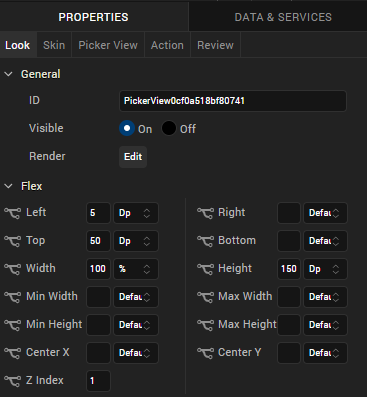 PROPERTIES DATA & SERVICES
Look Skin Picker View Action Review
General
ID PickerView0cf0a518bf80741
Visible On Off
Render Edit
Flex
Left 5 Dp Right Defau
Top 50 Dp Bottom Defau
Width 100 % Height 150 Dp
Min Width Defau Max Width Defau
Min Height Defau Max Height Defau
Center X Defau Center Y Defau
Z Index 1